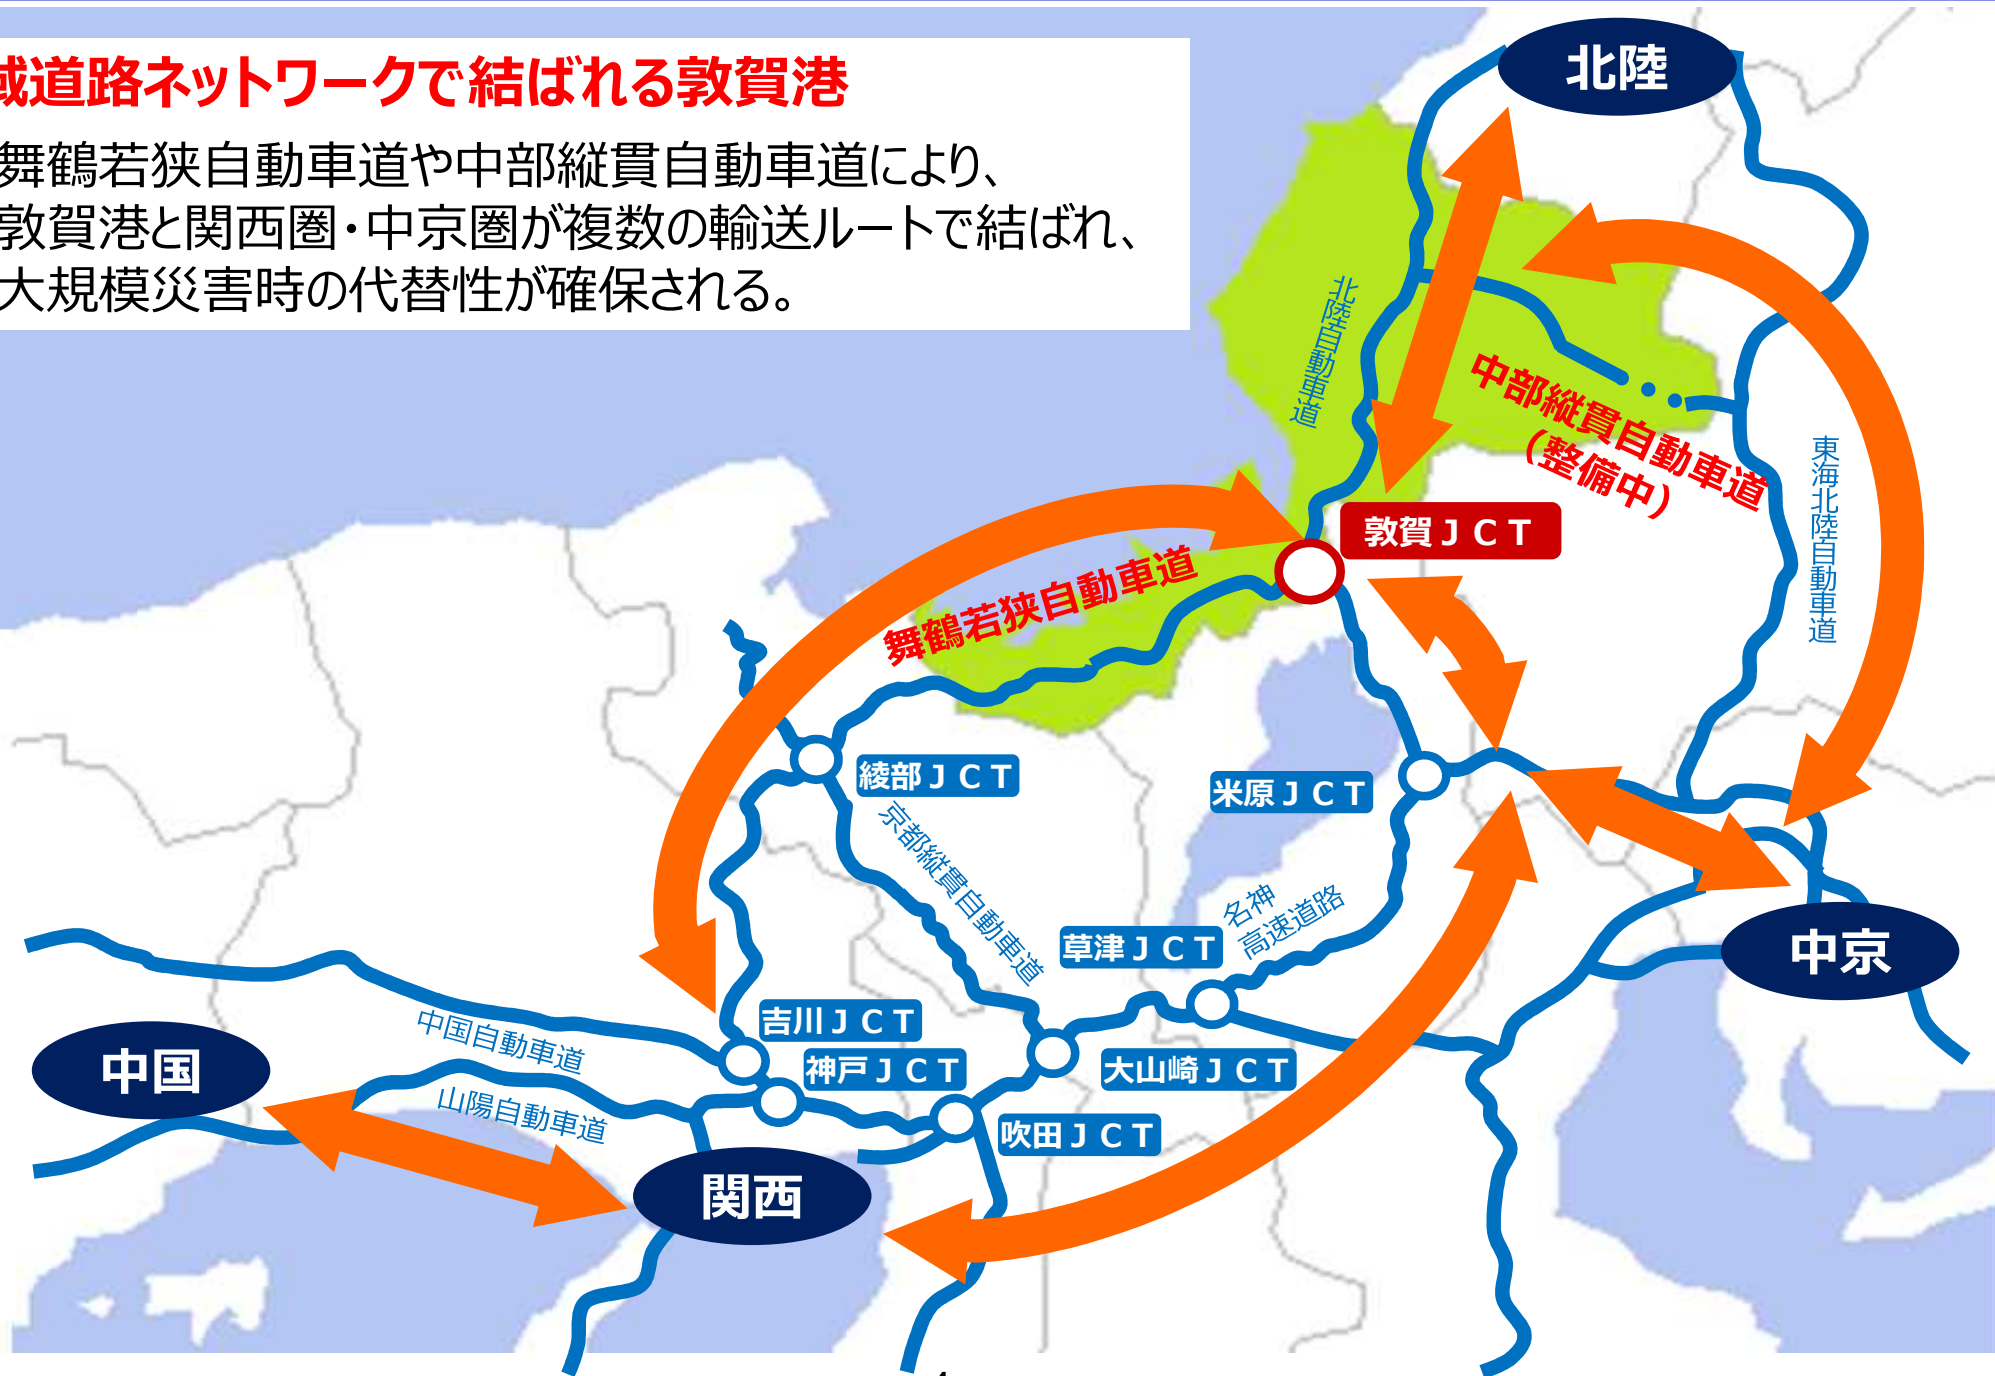 域道路ネットワークで結ばれる敦賀港
舞鶴若狭自動車道や中部縦貫自動車道により、
敦賀港と関西圏・中京圏が複数の輸送ルートで結ばれ、
大規模災害時の代替性が確保される。
北陸
北陸自動車道
中部縦貫自動車道
（整備中）
東海北陸自動車道
敦賀ＪＣＴ
舞鶴若狭自動車道
綾部ＪＣＴ
米原ＪＣＴ
京都縦貫自動車道
名神
高速道路
草津ＪＣＴ
中京
吉川ＪＣＴ
中国自動車道
神戸ＪＣＴ
大山崎ＪＣＴ
中国
山陽自動車道
吹田ＪＣＴ
関西